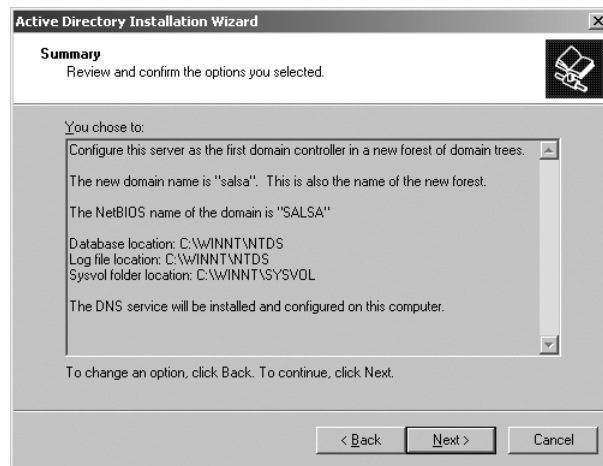 Active Directory Installation Wizard
Summary
Review and confirm the options you selected.
You chose to:
Configure this server as the first domain controller in a new forest of domain trees.
The new domain name is "salsa".  This is also the name of the new forest.
The NetBIOS name of the domain is "SALSA"
Database location: C:\WINNT\NTDS
Log file location: C:\WINNT\NTDS
Sysvol folder location: C:\WINNT\SYSVOL
The DNS service will be installed and configured on this computer.
To change an option, click Back. To continue, click Next.
< Back
Next >
Cancel